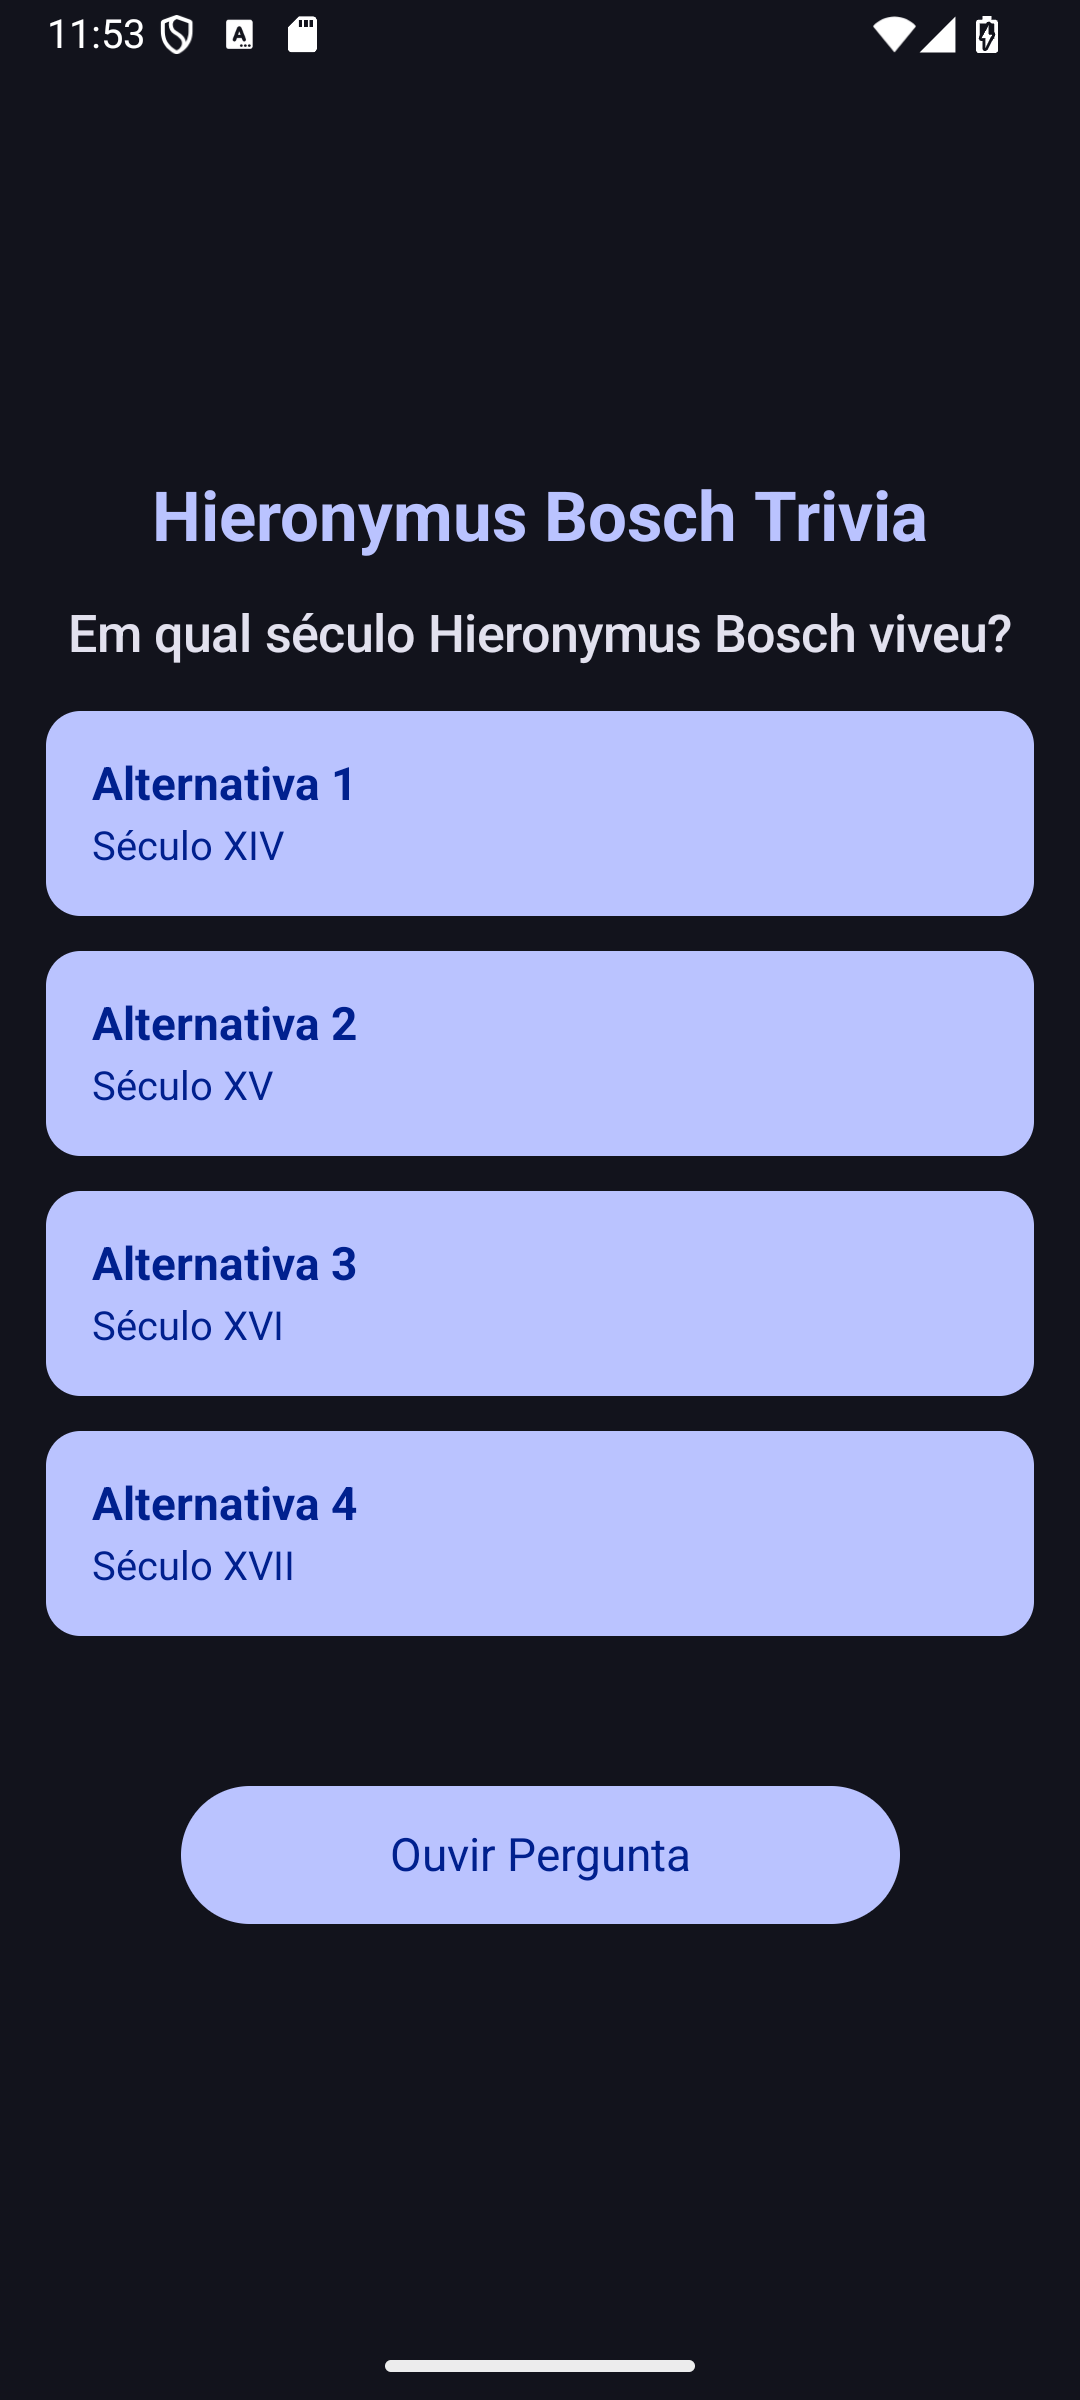 11:53
Hieronymus Bosch Trivia
Em qual século Hieronymus Bosch viveu?
Alternativa 1
Século XIV
Alternativa 2
Século XV
Alternativa 3
Século XVI
Alternativa 4
Século XVII
Ouvir Pergunta